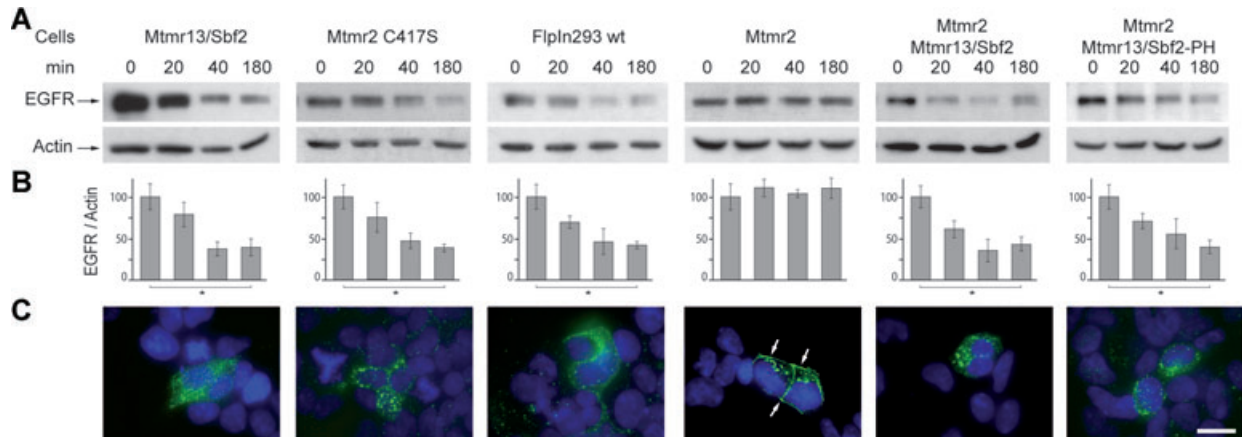 A
Cells Mtmr13/Sbf2 Mtmr2 C417S FlpIn293 wt Mtmr2 Mtmr2 Mtmr13/Sbf2 Mtmr2 Mtmr13/Sbf2-PH
min 0 20 40 180 0 20 40 180 0 20 40 180 0 20 40 180 0 20 40 180 0 20 40 180
EGFR
Actin
B
EGFR / Actin
100 100 100 100 100 100
50 50 50 50 50 50
0 0 0 0 0 0
* * * * *
C